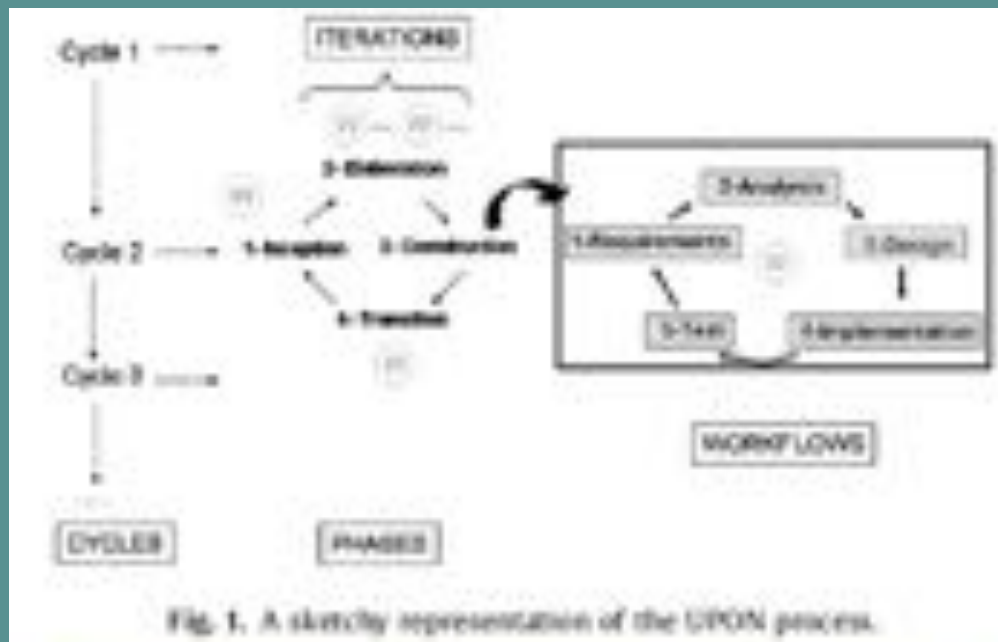 ITERATIONS
Cycle 1
2- Elaboration
2-Analysis
Cycle 2
1- Inception
3- Construction
1-Requirements
3-Design
4- Transition
5-Test
4-Implementation
Cycle 3
WORKFLOWS
CYCLES
PHASES
Fig. 1. A sketchy representation of the UPON process.